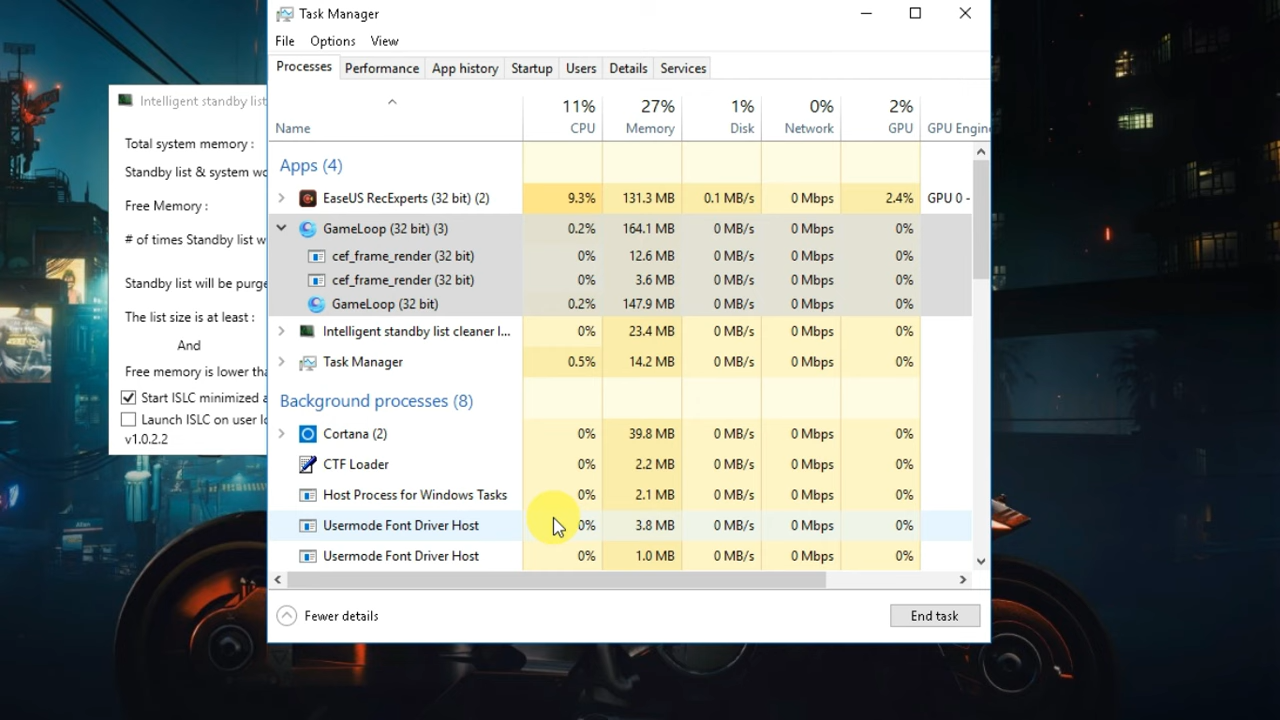 Task Manager
File Options View
Processes Performance App history Startup Users Details Services
11% 27% 1% 0% 2%
Name CPU Memory Disk Network GPU GPU Engin
Apps (4)
EaseUS RecExperts (32 bit) (2) 9.3% 131.3 MB 0.1 MB/s 0 Mbps 2.4% GPU 0 -
GameLoop (32 bit) (3) 0.2% 164.1 MB 0 MB/s 0 Mbps 0%
cef_frame_render (32 bit) 0% 12.6 MB 0 MB/s 0 Mbps 0%
cef_frame_render (32 bit) 0% 3.6 MB 0 MB/s 0 Mbps 0%
GameLoop (32 bit) 0.2% 147.9 MB 0 MB/s 0 Mbps 0%
Intelligent standby list cleaner I... 0% 23.4 MB 0 MB/s 0 Mbps 0%
Task Manager 0.5% 14.2 MB 0 MB/s 0 Mbps 0%
Background processes (8)
Cortana (2) 0% 39.8 MB 0 MB/s 0 Mbps 0%
CTF Loader 0% 2.2 MB 0 MB/s 0 Mbps 0%
Host Process for Windows Tasks 0% 2.1 MB 0 MB/s 0 Mbps 0%
Usermode Font Driver Host 0% 3.8 MB 0 MB/s 0 Mbps 0%
Usermode Font Driver Host 0% 1.0 MB 0 MB/s 0 Mbps 0%
Fewer details End task
Intelligent standby list
Total system memory :
Standby list & system wo
Free Memory :
# of times Standby list w
Standby list will be purge
The list size is at least :
And
Free memory is lower tha
Start ISLC minimized a
Launch ISLC on user lo
v1.0.2.2